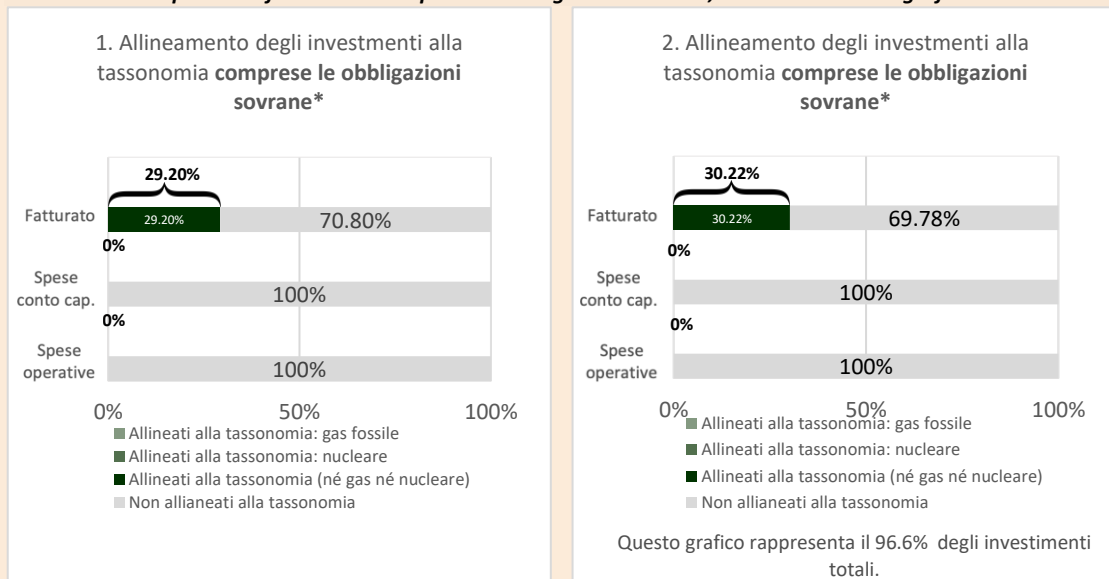 1. Allineamento degli investmenti alla
tassonomia comprese le obbligazioni
sovrane*
29.20%
Fatturato
29.20%
70.80%
0%
Spese
conto cap.
100%
0%
Spese
operative
100%
0%
50%
100%
Allineati alla tassonomia: gas fossile
Allineati alla tassonomia: nucleare
Allineati alla tassonomia (né gas né nucleare)
Non allianeati alla tassonomia
2. Allineamento degli investmenti alla
tassonomia comprese le obbligazioni
sovrane*
30.22%
Fatturato
30.22%
69.78%
0%
Spese
conto cap.
100%
0%
Spese
operative
100%
0%
50%
100%
Allineati alla tassonomia: gas fossile
Allineati alla tassonomia: nucleare
Allineati alla tassonomia (né gas né nucleare)
Non allianeati alla tassonomia
Questo grafico rappresenta il 96.6% degli investimenti
totali.